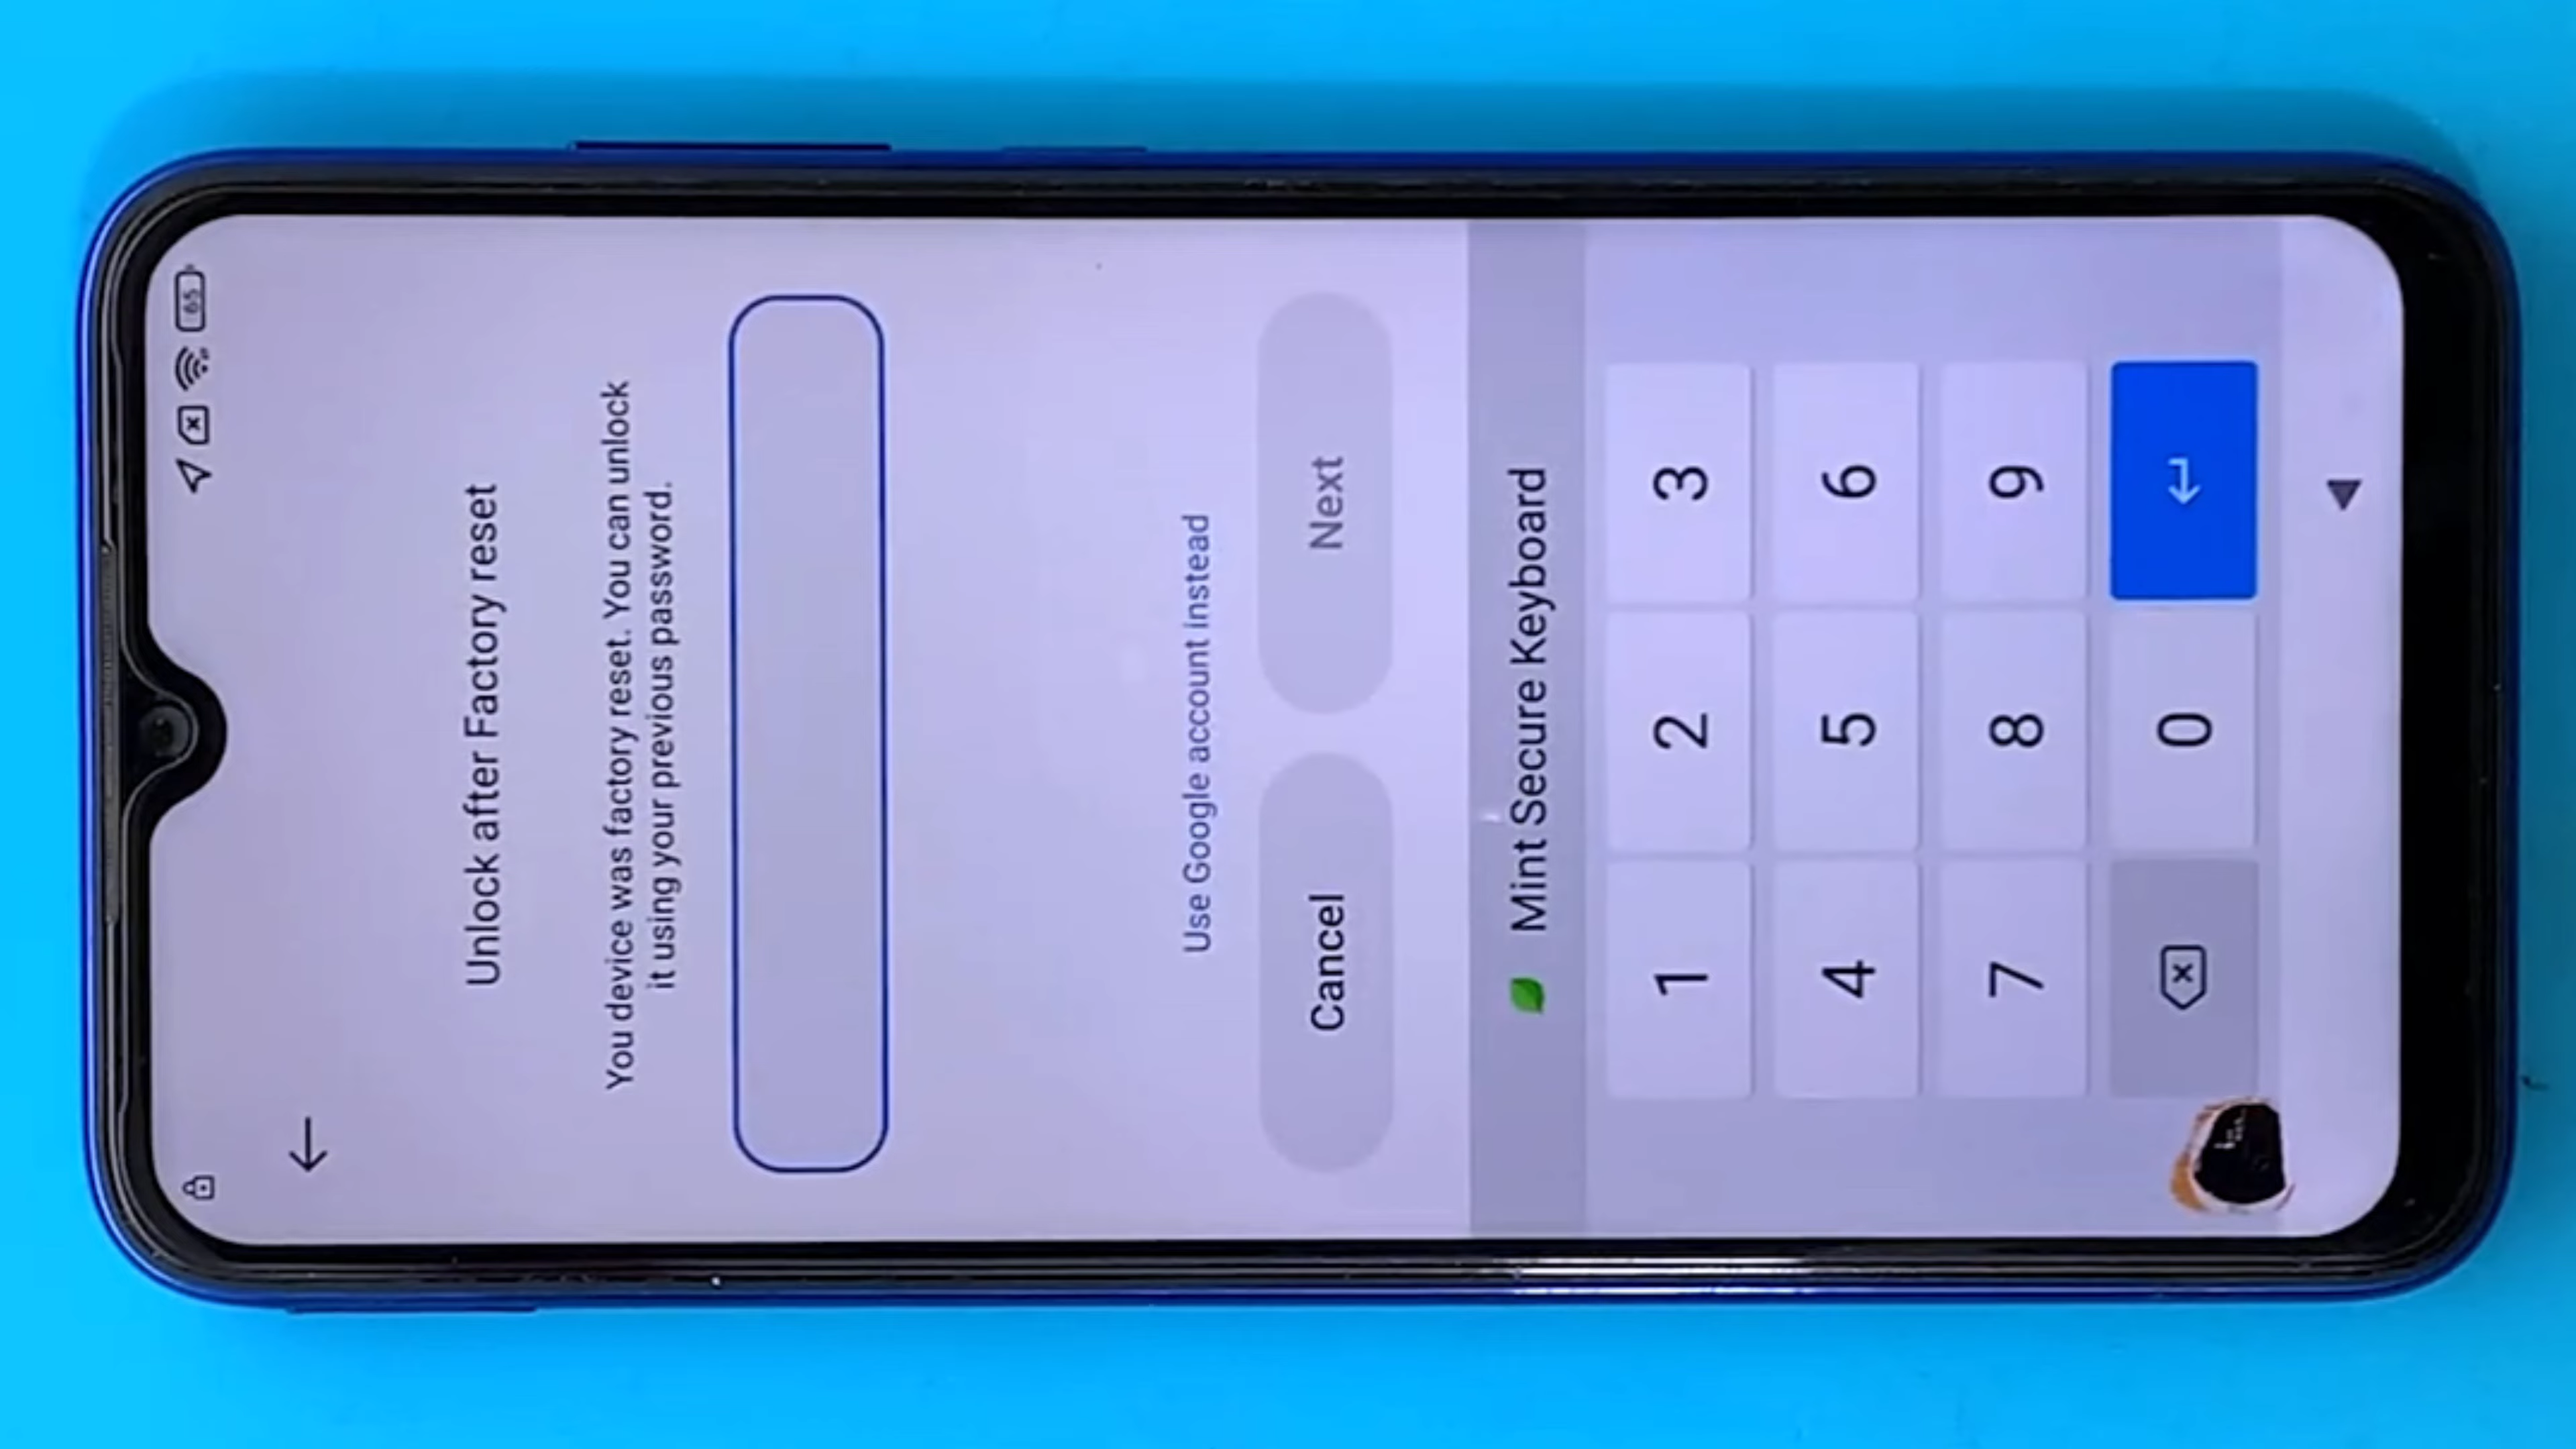 65
Unlock after Factory reset
You device was factory reset. You can unlock
it using your previous password.
Use Google account instead
Cancel Next
Mint Secure Keyboard
1 2 3
4 5 6
7 8 9
0